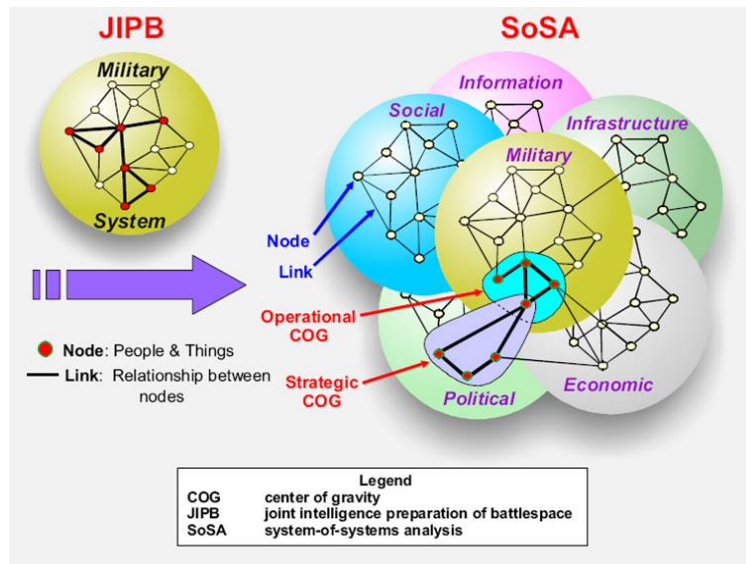 JIPB
SoSA
Military
System
Information
Social
Infrastructure
Military
Node
Link
Operational
COG
Strategic
COG
Political
Economic
Node: People & Things
Link: Relationship between
nodes
Legend
COG center of gravity
JIPB joint intelligence preparation of battlespace
SoSA system-of-systems analysis